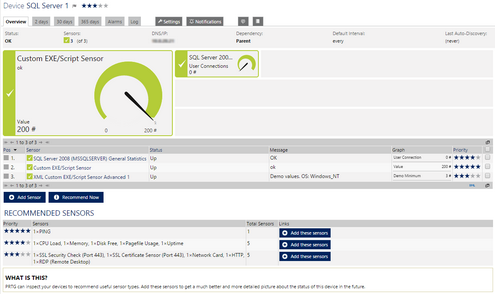 Device SQL Server 1
Overview 2 days 30 days 365 days Alarms Log Settings Notifications
Status: Sensors: DNS/IP: Dependency: Default Interval: Last Auto-Discovery:
OK 3 (of 3) Parent every (never)
Custom EXE/Script Sensor
ok
Value
200 #
0 200 #
SQL Server 200...
User Connections
0 #
1 to 3 of 3
Pos Sensor Status Message Graph Priority
1. SQL Server 2008 (MSSQLSERVER) General Statistics Up OK User Connection 0 #
2. Custom EXE/Script Sensor Up ok Value 200 #
3. XML Custom EXE/Script Sensor Advanced 1 Up Demo values. OS: Windows_NT Demo Minimum 3 #
1 to 3 of 3
Add Sensor Recommend Now
RECOMMENDED SENSORS
Priority Sensors Total Sensors Links
1×PING 1 Add these sensors
1×CPU Load, 1×Memory, 1×Disk Free, 1×Pagefile Usage, 1×Uptime 5 Add these sensors
1×SSL Security Check (Port 443), 1×SSL Certificate Sensor (Port 443), 1×Network Card, 1×HTTP, 5 Add these sensors
1×RDP (Remote Desktop)
WHAT IS THIS?
PRTG can inspect your devices to recommend useful sensor types. Add these sensors to get a much better and more detailed picture about the status of this device in the future.